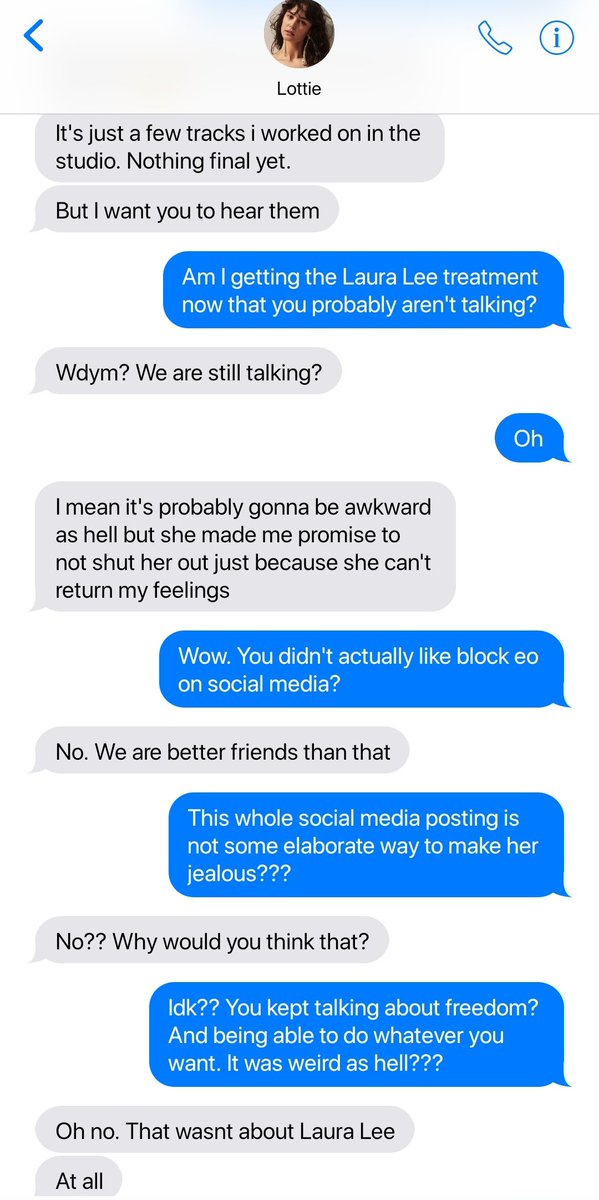 Lottie
It's just a few tracks i worked on in the
studio. Nothing final yet.
But I want you to hear them
Am I getting the Laura Lee treatment
now that you probably aren't talking?
Wdym? We are still talking?
Oh
I mean it's probably gonna be awkward
as hell but she made me promise to
not shut her out just because she can't
return my feelings
Wow. You didn't actually like block eo
on social media?
No. We are better friends than that
This whole social media posting is
not some elaborate way to make her
jealous???
No?? Why would you think that?
Idk?? You kept talking about freedom?
And being able to do whatever you
want. It was weird as hell???
Oh no. That wasnt about Laura Lee
At all